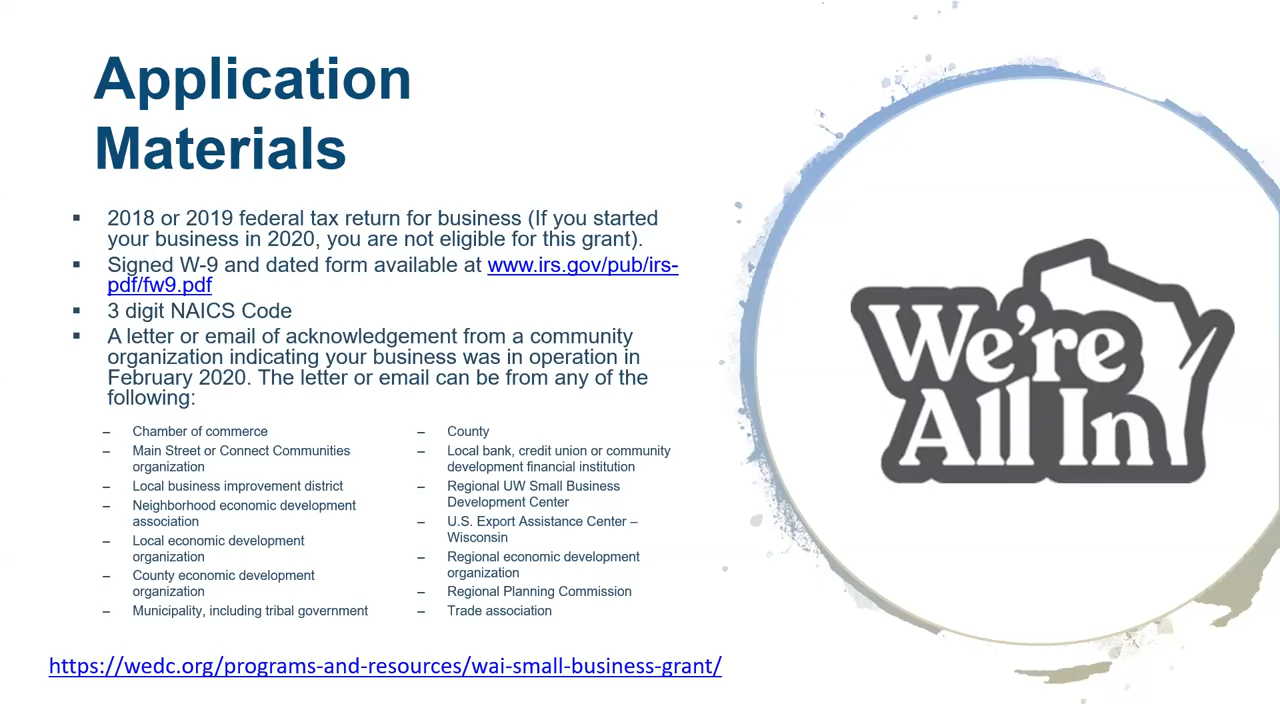 Application
Materials
▪ 2018 or 2019 federal tax return for business (If you started
your business in 2020, you are not eligible for this grant).
▪ Signed W-9 and dated form available at www.irs.gov/pub/irs-
pdf/fw9.pdf
▪ 3 digit NAICS Code
▪ A letter or email of acknowledgement from a community
organization indicating your business was in operation in
February 2020. The letter or email can be from any of the
following:
– Chamber of commerce
– Main Street or Connect Communities
organization
– Local business improvement district
– Neighborhood economic development
association
– Local economic development
organization
– County economic development
organization
– Municipality, including tribal government
– County
– Local bank, credit union or community
development financial institution
– Regional UW Small Business
Development Center
– U.S. Export Assistance Center –
Wisconsin
– Regional economic development
organization
– Regional Planning Commission
– Trade association
https://wedc.org/programs-and-resources/wai-small-business-grant/
We're
All In